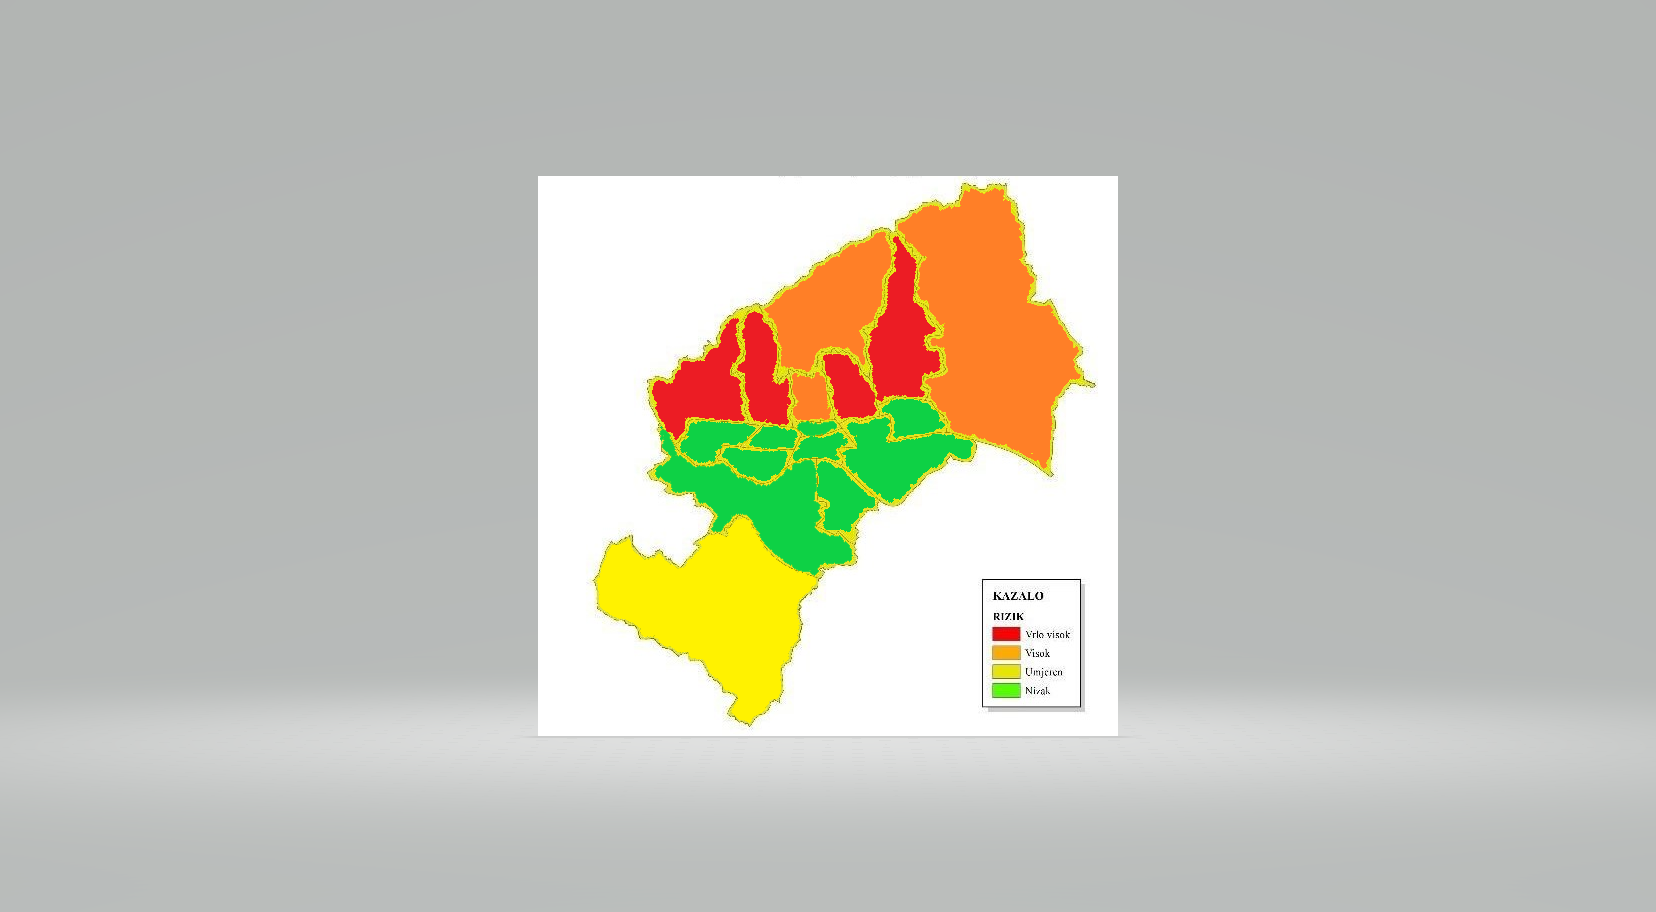 KAZALO
RIZIK
Vrlo visok
Visok
Umjeren
Nizak